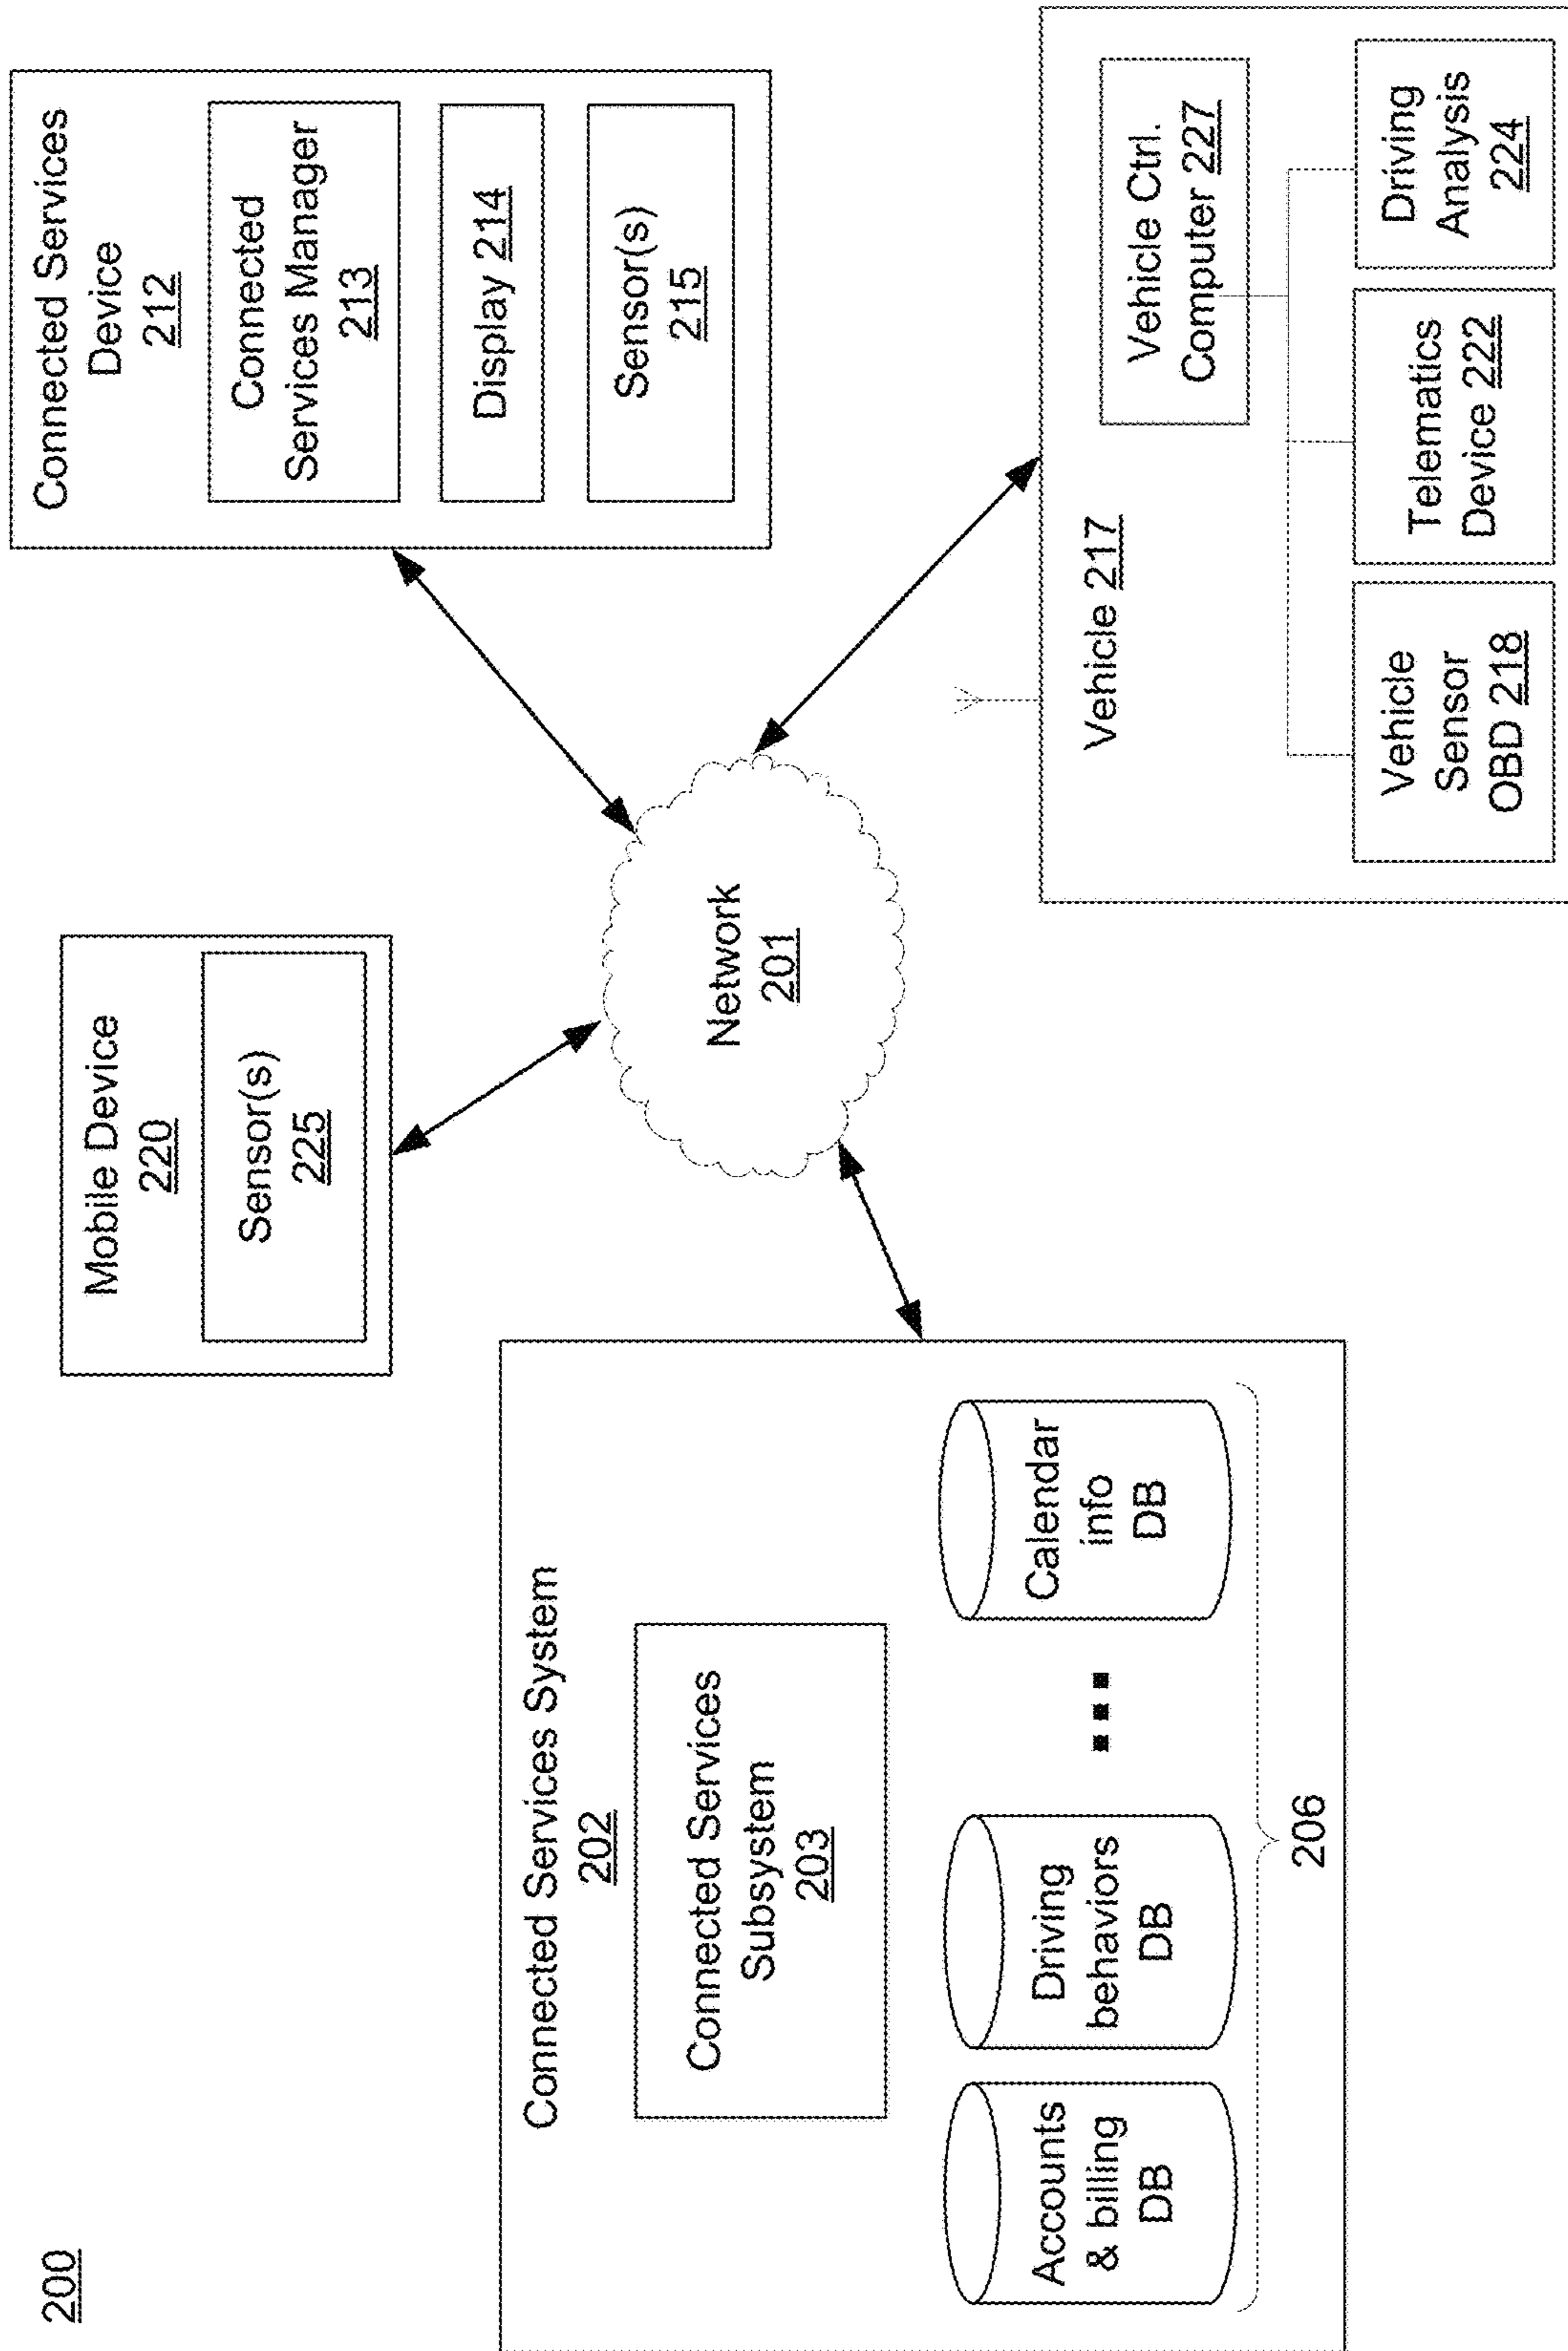 200
Mobile Device
220
Sensor(s)
225
Connected Services
Device
212
Connected
Services Manager
213
Display 214
Sensor(s)
215
Connected Services System
202
Connected Services
Subsystem
203
Accounts
& billing
DB
Driving
behaviors
DB
Calendar
info
DB
206
Network
201
Vehicle 217
Vehicle Ctrl.
Computer 227
Vehicle
Sensor
OBD 218
Telematics
Device 222
Driving
Analysis
224